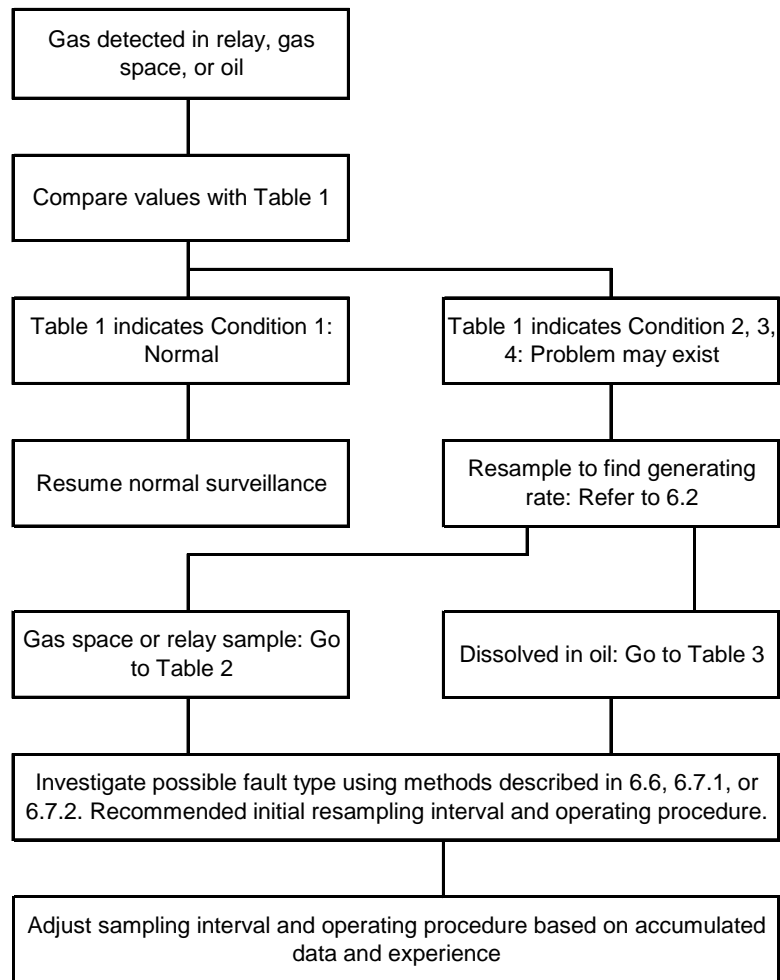 Gas detected in relay, gas
space, or oil
Compare values with Table 1
Table 1 indicates Condition 1:
Normal
Table 1 indicates Condition 2, 3,
4: Problem may exist
Resume normal surveillance
Resample to find generating
rate: Refer to 6.2
Gas space or relay sample: Go
to Table 2
Dissolved in oil: Go to Table 3
Investigate possible fault type using methods described in 6.6, 6.7.1, or
6.7.2. Recommended initial resampling interval and operating procedure.
Adjust sampling interval and operating procedure based on accumulated
data and experience